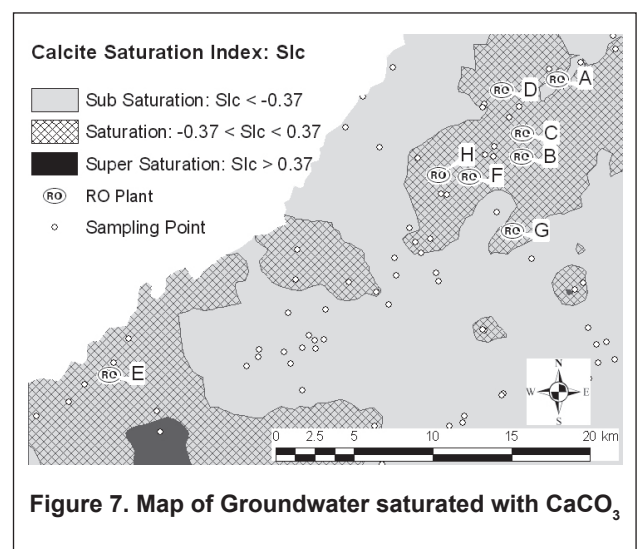 Calcite Saturation Index: SIc
Sub Saturation: SIc < -0.37
Saturation: -0.37 < SIc < 0.37
Super Saturation: SIc > 0.37
RO RO Plant
Sampling Point
RO A
RO D
RO C
RO B
RO H
RO F
RO G
RO E
N
W E
S
0 2.5 5 10 15 20 km
Figure 7. Map of Groundwater saturated with CaCO₃